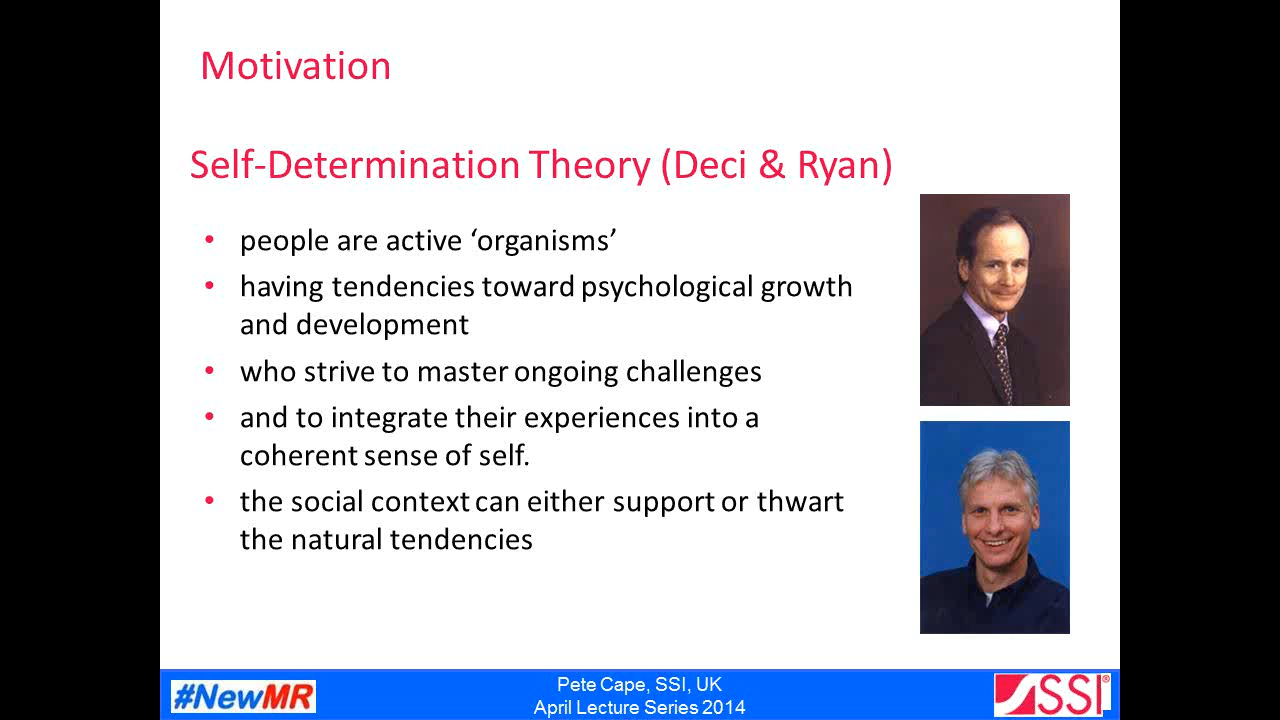 Motivation
Self-Determination Theory (Deci & Ryan)
• people are active ‘organisms’
• having tendencies toward psychological growth
and development
• who strive to master ongoing challenges
• and to integrate their experiences into a
coherent sense of self.
• the social context can either support or thwart
the natural tendencies
#NewMR
Pete Cape, SSI, UK
April Lecture Series 2014
SSI®